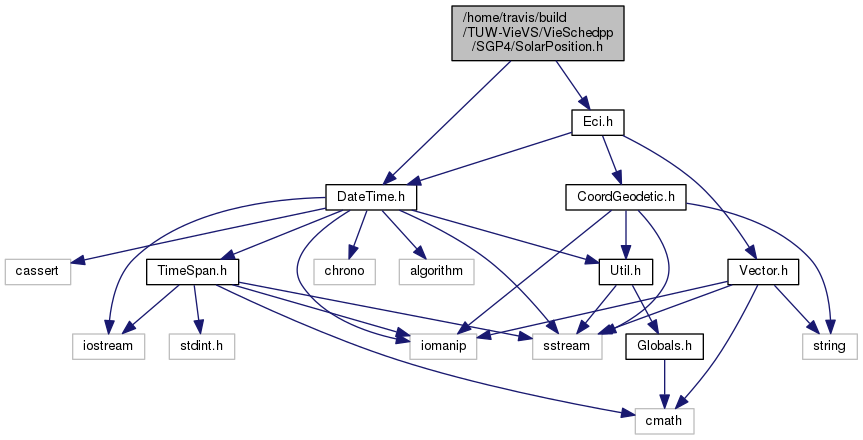 /home/travis/build
/TUW-VieVS/VieSchedpp
/SGP4/SolarPosition.h
Eci.h
DateTime.h
CoordGeodetic.h
cassert
TimeSpan.h
chrono
algorithm
Util.h
Vector.h
iostream
stdint.h
iomanip
sstream
Globals.h
string
cmath